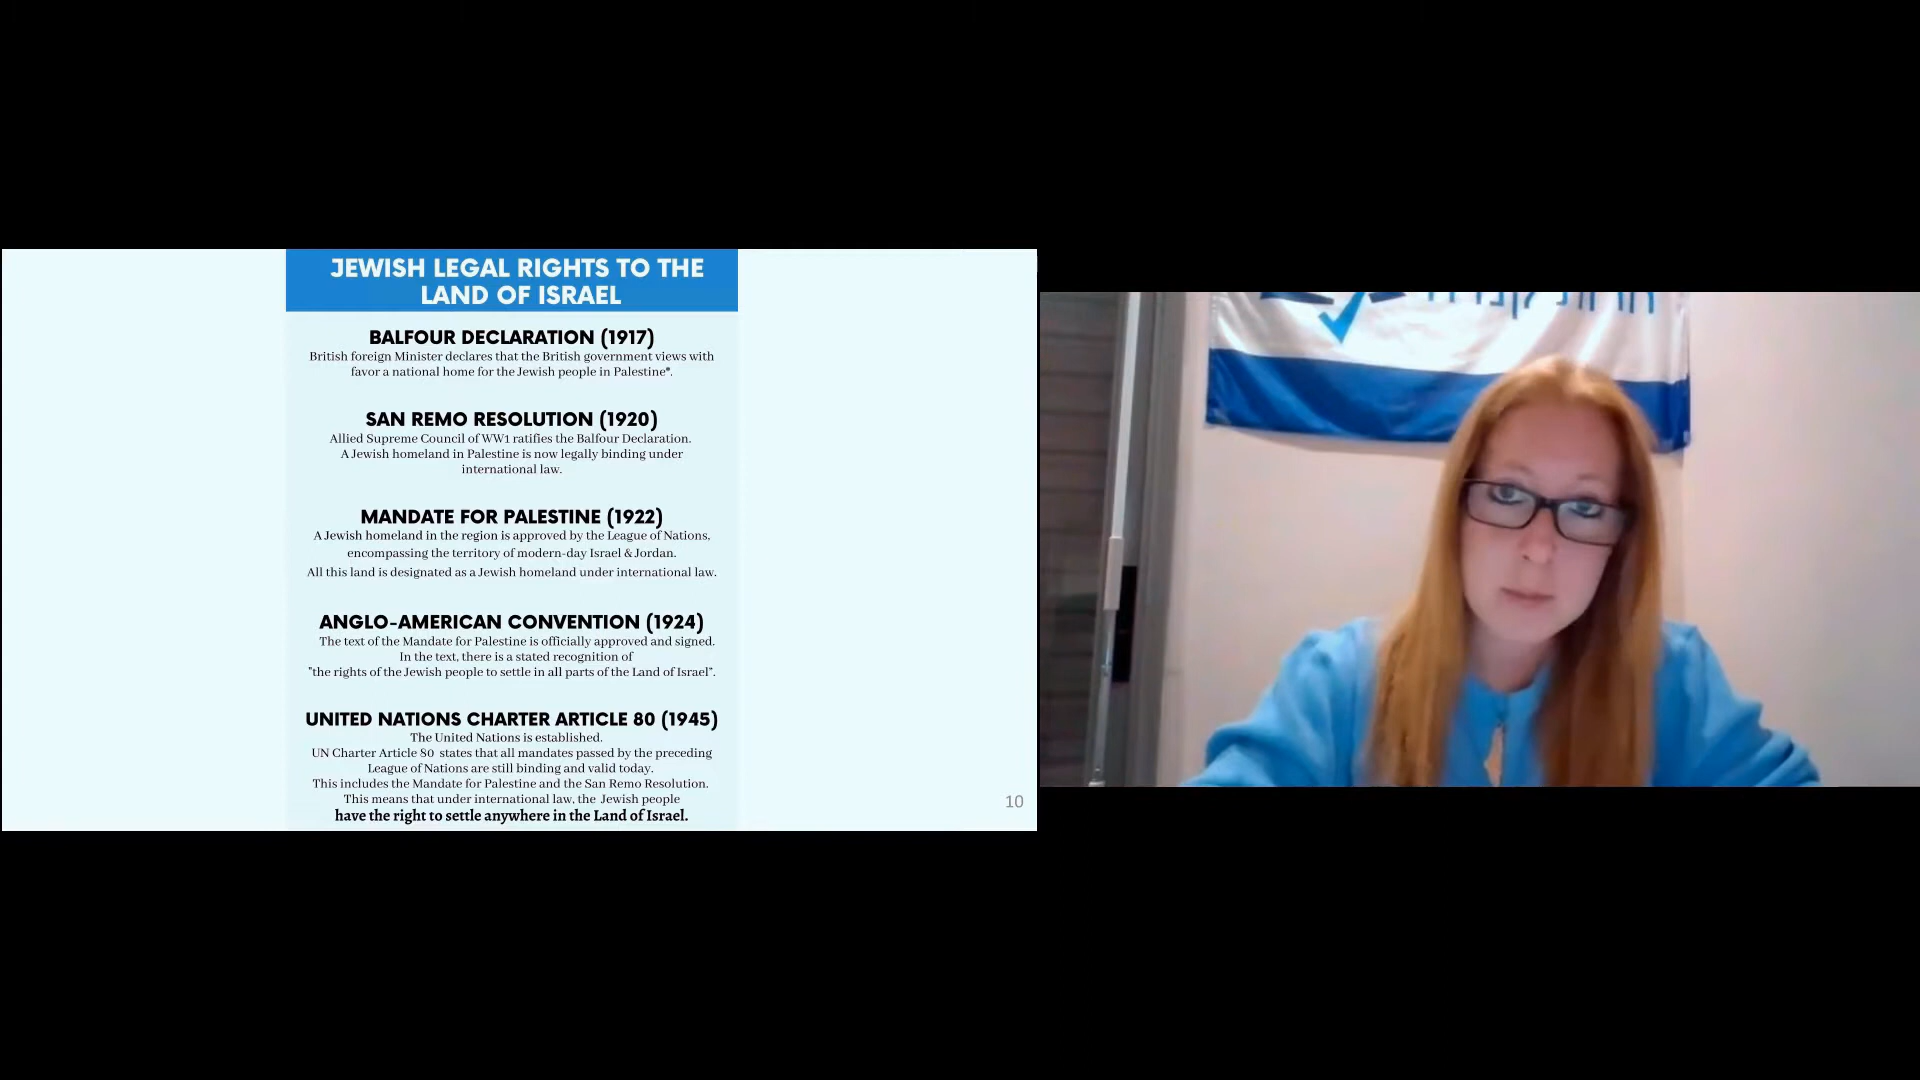 JEWISH LEGAL RIGHTS TO THE
LAND OF ISRAEL
BALFOUR DECLARATION (1917)
British foreign Minister declares that the British government views with
favor a national home for the Jewish people in Palestine*.
SAN REMO RESOLUTION (1920)
Allied Supreme Council of WW1 ratifies the Balfour Declaration.
A Jewish homeland in Palestine is now legally binding under
international law.
MANDATE FOR PALESTINE (1922)
A Jewish homeland in the region is approved by the League of Nations,
encompassing the territory of modern-day Israel & Jordan.
All this land is designated as a Jewish homeland under international law.
ANGLO-AMERICAN CONVENTION (1924)
The text of the Mandate for Palestine is officially approved and signed.
In the text, there is a stated recognition of
"the rights of the Jewish people to settle in all parts of the Land of Israel".
UNITED NATIONS CHARTER ARTICLE 80 (1945)
The United Nations is established.
UN Charter Article 80 states that all mandates passed by the preceding
League of Nations are still binding and valid today.
This includes the Mandate for Palestine and the San Remo Resolution.
This means that under international law, the Jewish people
have the right to settle anywhere in the Land of Israel.
10